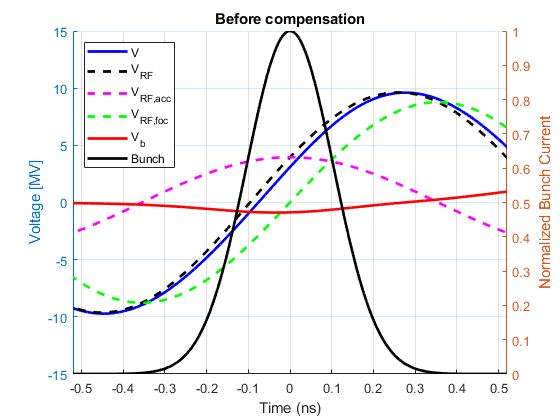 Before compensation
V
V_RF
V_RF,acc
V_RF,foc
V_b
Bunch
Voltage [MV]
15
10
5
0
-5
-10
-15
Normalized Bunch Current
1
0.9
0.8
0.7
0.6
0.5
0.4
0.3
0.2
0.1
0
-0.5 -0.4 -0.3 -0.2 -0.1 0 0.1 0.2 0.3 0.4 0.5
Time (ns)